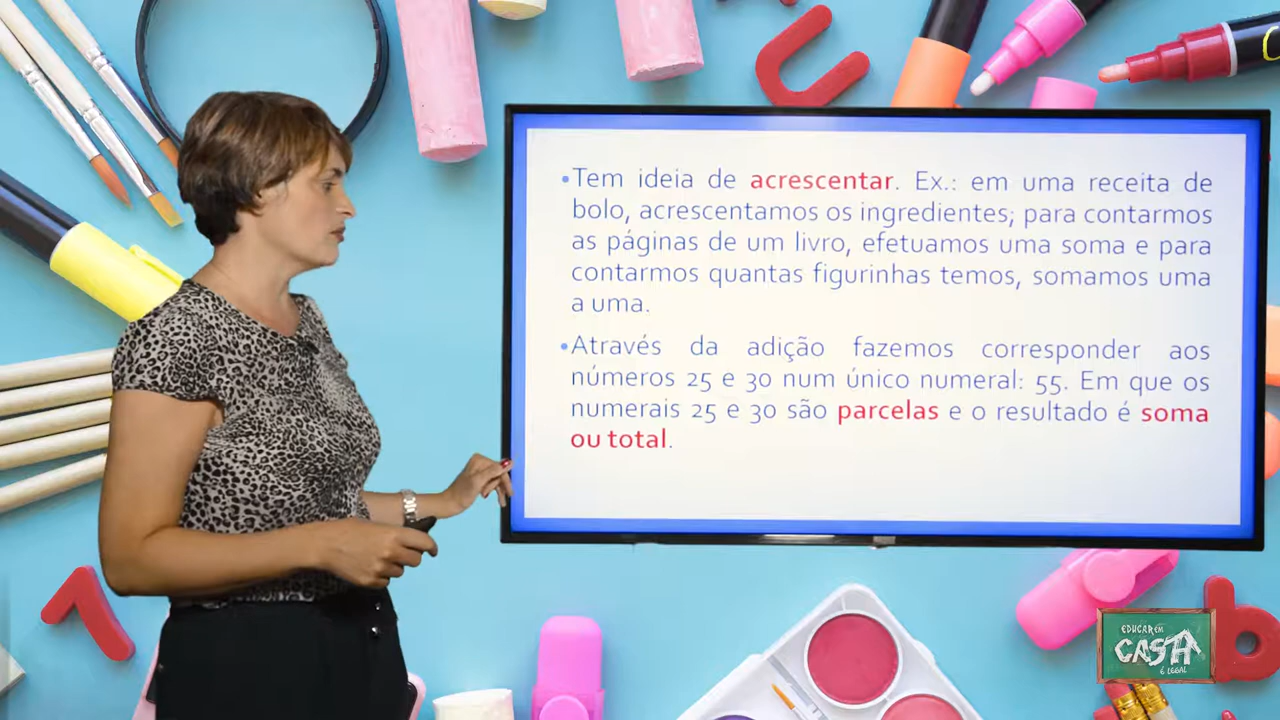 •Tem ideia de acrescentar. Ex.: em uma receita de
bolo, acrescentamos os ingredientes; para contarmos
as páginas de um livro, efetuamos uma soma e para
contarmos quantas figurinhas temos, somamos uma
a uma.
•Através da adição fazemos corresponder aos
números 25 e 30 num único numeral: 55. Em que os
numerais 25 e 30 são parcelas e o resultado é soma
ou total.
EDUCAR EM
CASA
É LEGAL
b